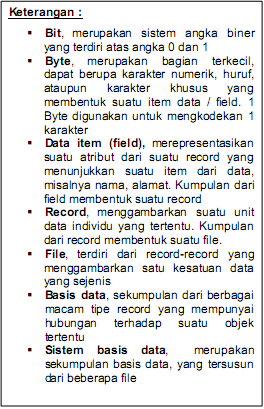 Keterangan :
▪ Bit, merupakan sistem angka biner
yang terdiri atas angka 0 dan 1
▪ Byte, merupakan bagian terkecil,
dapat berupa karakter numerik, huruf,
ataupun karakter khusus yang
membentuk suatu item data / field. 1
Byte digunakan untuk mengkodekan 1
karakter
▪ Data item (field), merepresentasikan
suatu atribut dari suatu record yang
menunjukkan suatu item dari data,
misalnya nama, alamat. Kumpulan dari
field membentuk suatu record
▪ Record, menggambarkan suatu unit
data individu yang tertentu. Kumpulan
dari record membentuk suatu file.
▪ File, terdiri dari record-record yang
menggambarkan satu kesatuan data
yang sejenis
▪ Basis data, sekumpulan dari berbagai
macam tipe record yang mempunyai
hubungan terhadap suatu objek
tertentu
▪ Sistem basis data, merupakan
sekumpulan basis data, yang tersusun
dari beberapa file